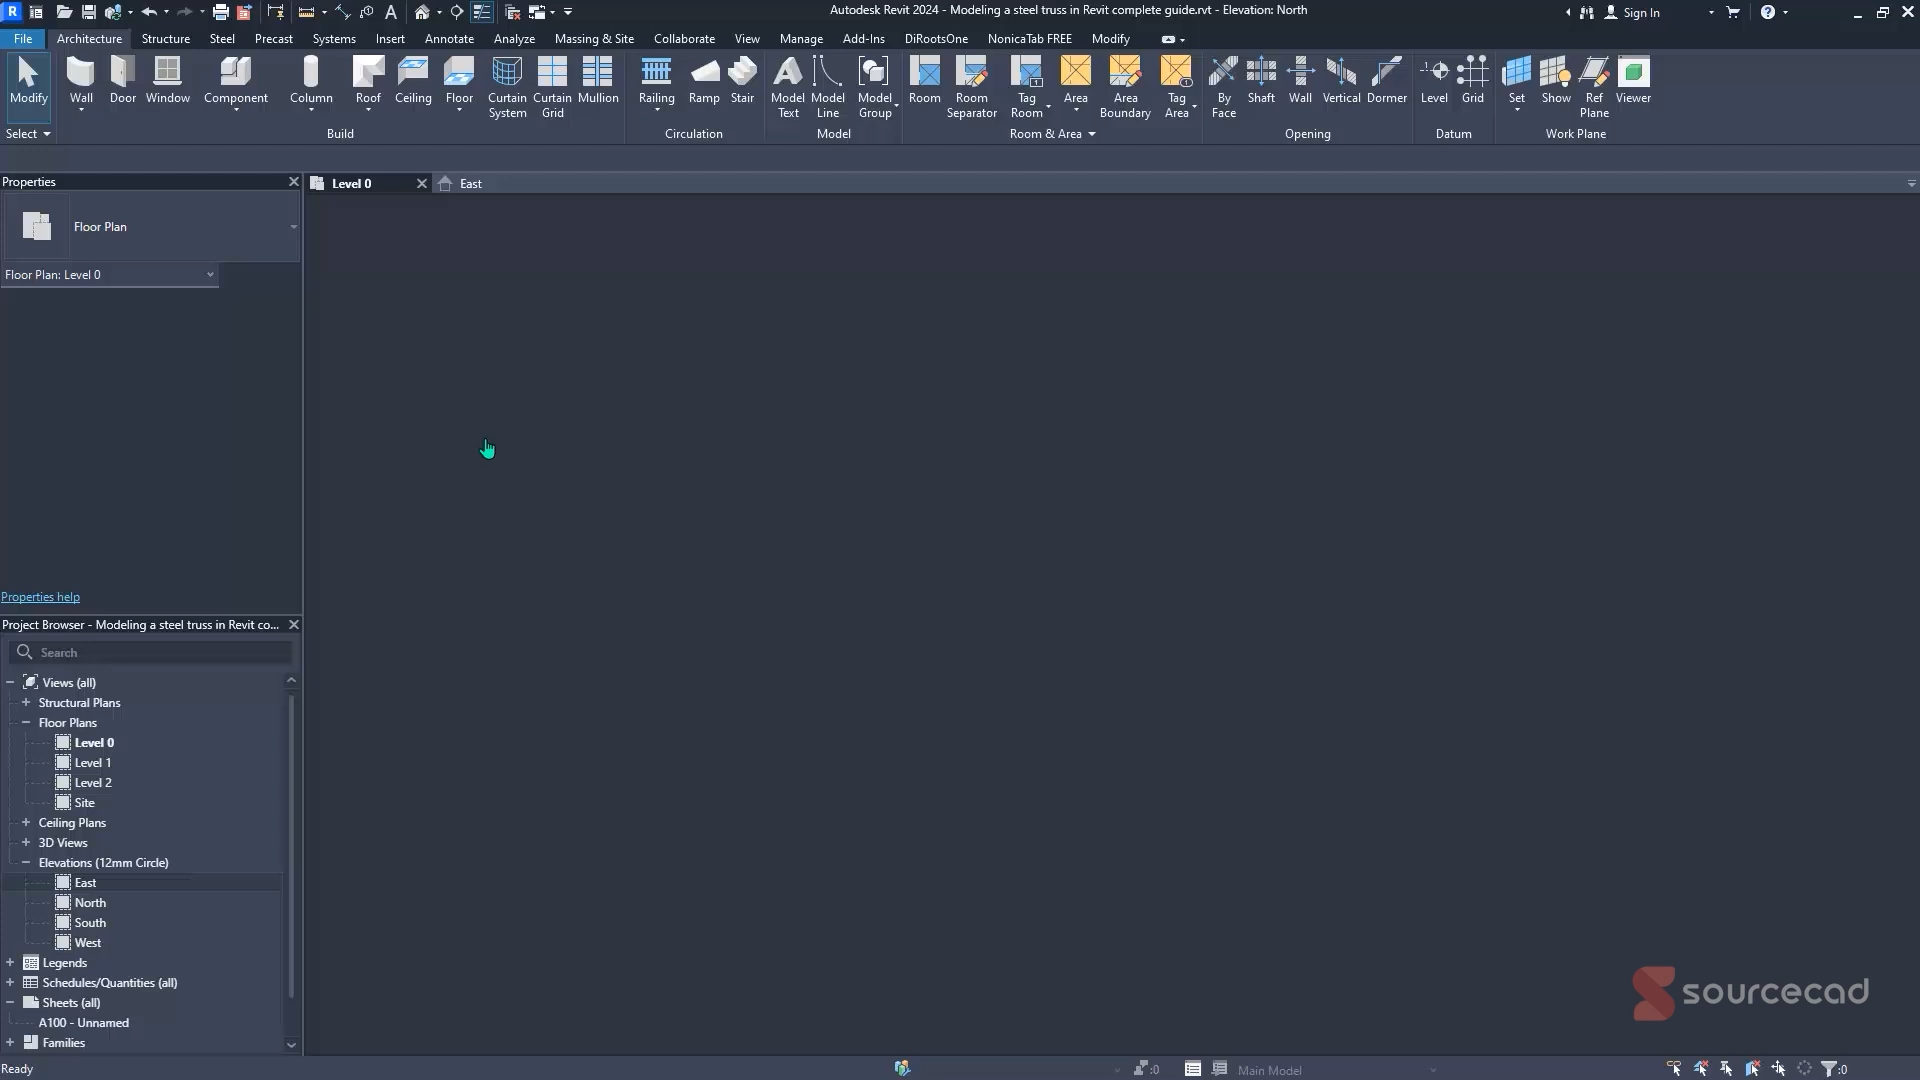 Autodesk Revit 2024 - Modeling a steel truss in Revit complete guide.rvt - Elevation: North
Sign In
File Architecture Structure Steel Precast Systems Insert Annotate Analyze Massing & Site Collaborate View Manage Add-Ins DiRootsOne NonicaTab FREE Modify
Modify Wall Door Window Component Column Roof Ceiling Floor Curtain System Curtain Grid Mullion Railing Ramp Stair Model Text Model Line Model Group Room Room Separator Tag Room Area Area Boundary Tag Area By Face Shaft Wall Vertical Dormer Level Grid Set Show Ref Plane Viewer
Select Build Circulation Model Room & Area Opening Datum Work Plane
Properties
Level 0 East
Floor Plan
Floor Plan: Level 0
Properties help
Project Browser - Modeling a steel truss in Revit co...
Search
Views (all)
Structural Plans
Floor Plans
Level 0
Level 1
Level 2
Site
Ceiling Plans
3D Views
Elevations (12mm Circle)
East
North
South
West
Legends
Schedules/Quantities (all)
Sheets (all)
A100 - Unnamed
Families
sourcecad
Ready :0 Main Model :0